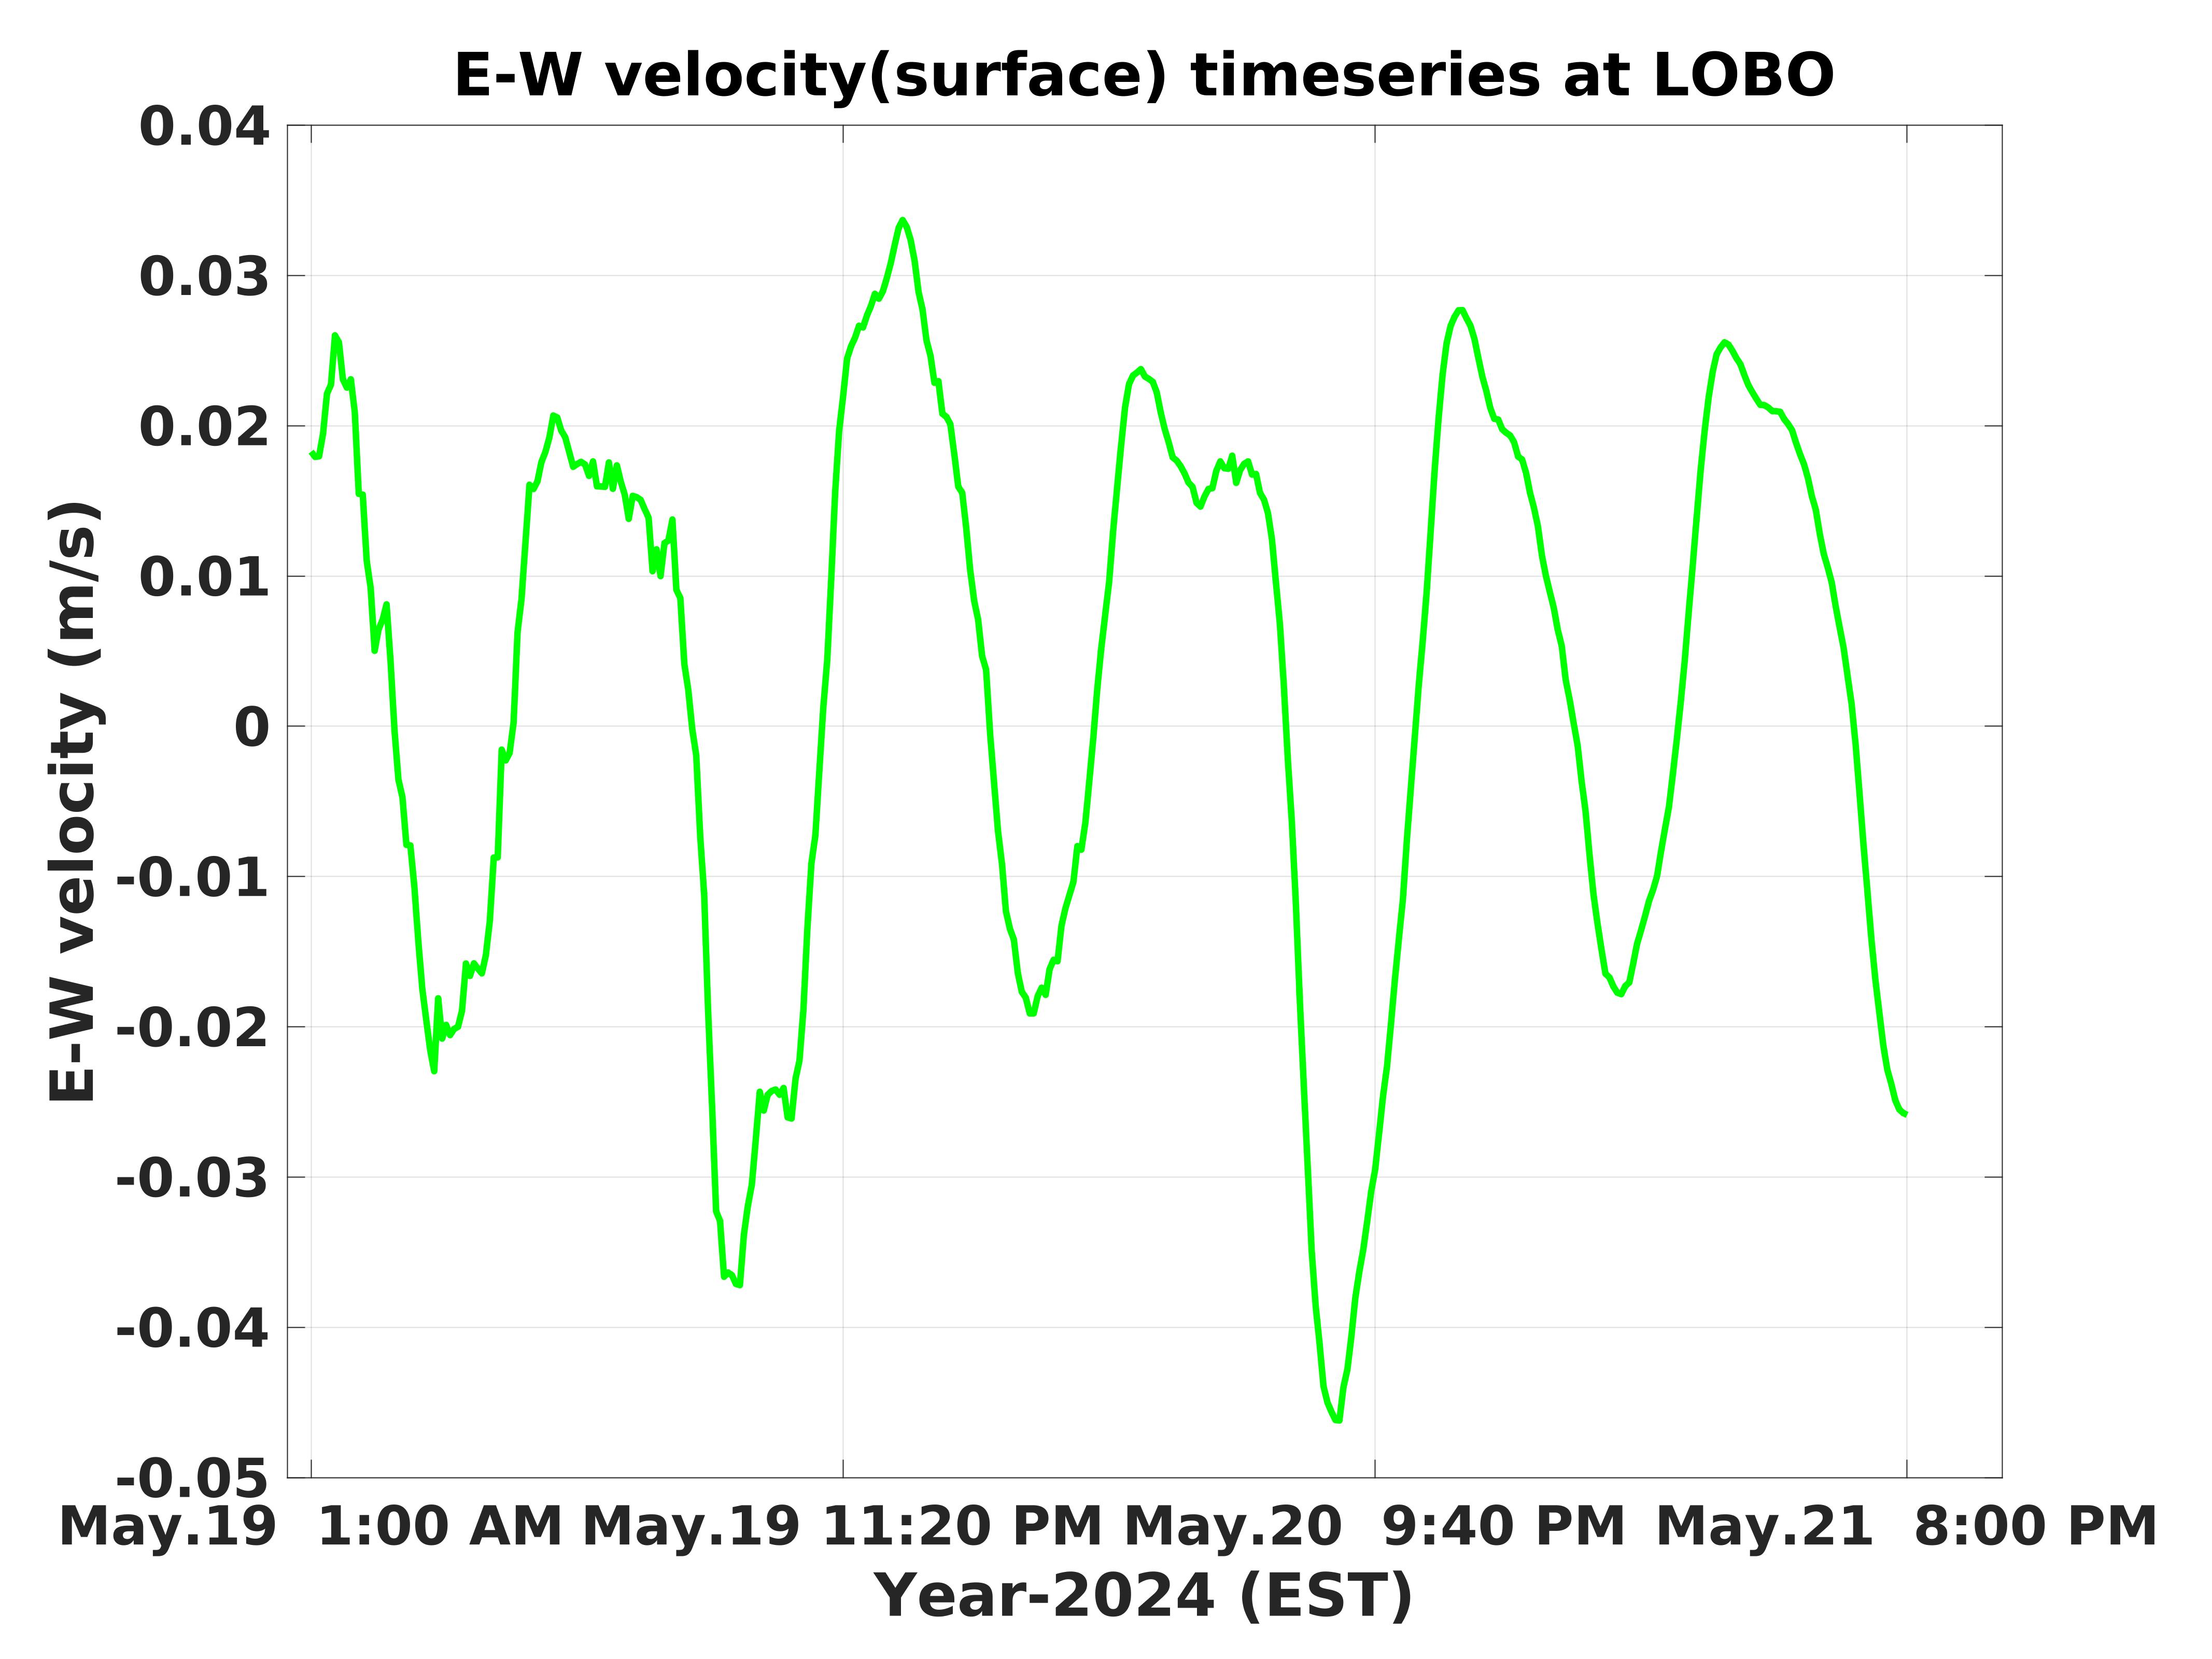 E-W velocity(surface) timeseries at LOBO
0.04
0.03
0.02
0.01
0
-0.01
-0.02
-0.03
-0.04
-0.05
E-W velocity (m/s)
May.19 1:00 AM May.19 11:20 PM May.20 9:40 PM May.21 8:00 PM
Year-2024 (EST)